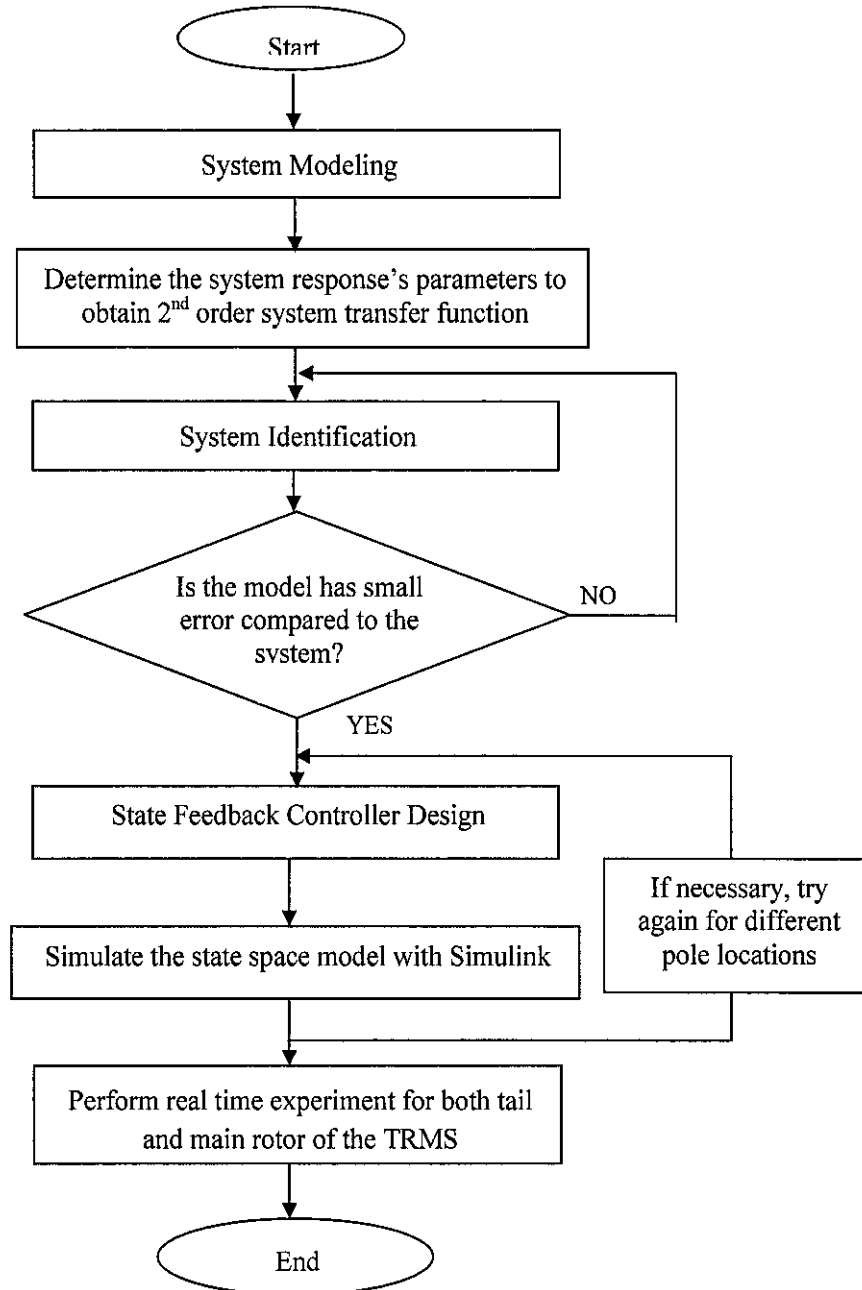 Start
System Modeling
Determine the system response's parameters to
obtain 2nd order system transfer function
System Identification
Is the model has small
error compared to the
system?
NO
YES
State Feedback Controller Design
If necessary, try
again for different
pole locations
Simulate the state space model with Simulink
Perform real time experiment for both tail
and main rotor of the TRMS
End